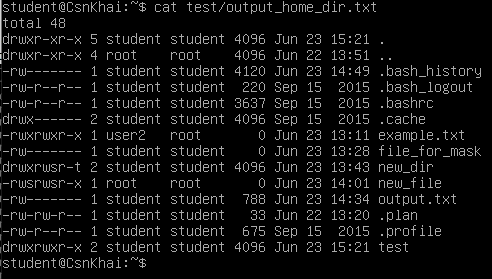 student@CsnKhai:~$ cat test/output_home_dir.txt
total 48
drwxr-xr-x 5 student student 4096 Jun 23 15:21 .
drwxr-xr-x 4 root    root    4096 Jun 22 13:51 ..
-rw------- 1 student student 4120 Jun 23 14:49 .bash_history
-rw-r--r-- 1 student student  220 Sep 15  2015 .bash_logout
-rw-r--r-- 1 student student 3637 Sep 15  2015 .bashrc
drwx------ 2 student student 4096 Sep 15  2015 .cache
-rwxrwxr-x 1 user2   root       0 Jun 23 13:11 example.txt
-rw------- 1 student student    0 Jun 23 13:28 file_for_mask
drwxrwsr-t 2 student student 4096 Jun 23 13:43 new_dir
-rwsrwsr-x 1 root    root       0 Jun 23 14:01 new_file
-rw------- 1 student student  788 Jun 23 14:34 output.txt
-rw-rw-r-- 1 student student   33 Jun 22 13:20 .plan
-rw-r--r-- 1 student student  675 Sep 15  2015 .profile
drwxrwxr-x 2 student student 4096 Jun 23 15:21 test
student@CsnKhai:~$